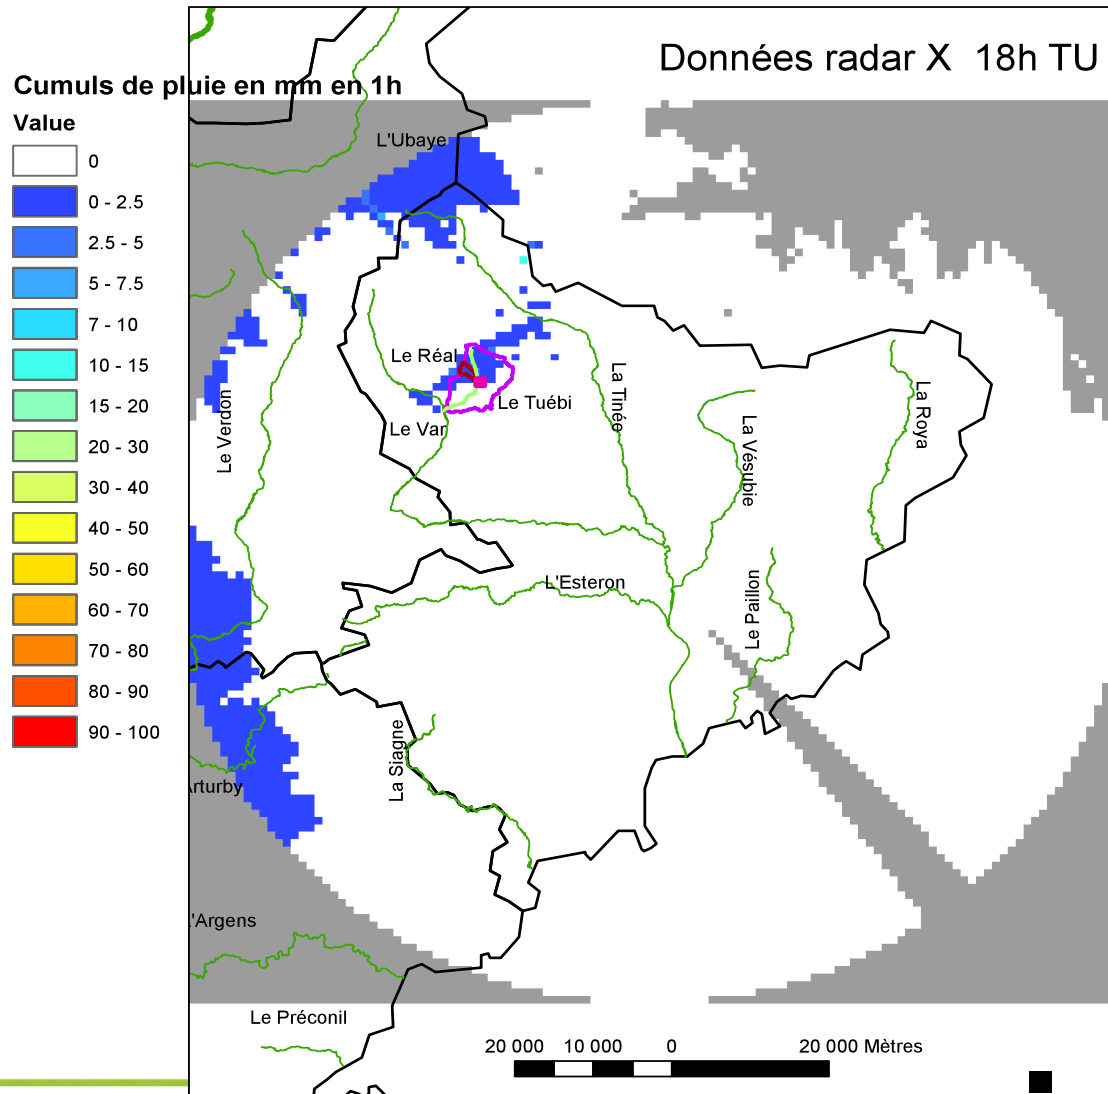 Données radar X 18h TU
Cumuls de pluie en mm en 1h
Value
0
0 - 2.5
2.5 - 5
5 - 7.5
7 - 10
10 - 15
15 - 20
20 - 30
30 - 40
40 - 50
50 - 60
60 - 70
70 - 80
80 - 90
90 - 100
L'Ubaye
Le Réal
Le Tuébi
Le Var
Le Verdon
La Tinée
La Vésubie
La Roya
L'Esteron
Le Paillon
La Siagne
Arturby
L'Argens
Le Préconil
20 000 10 000 0 20 000 Mètres